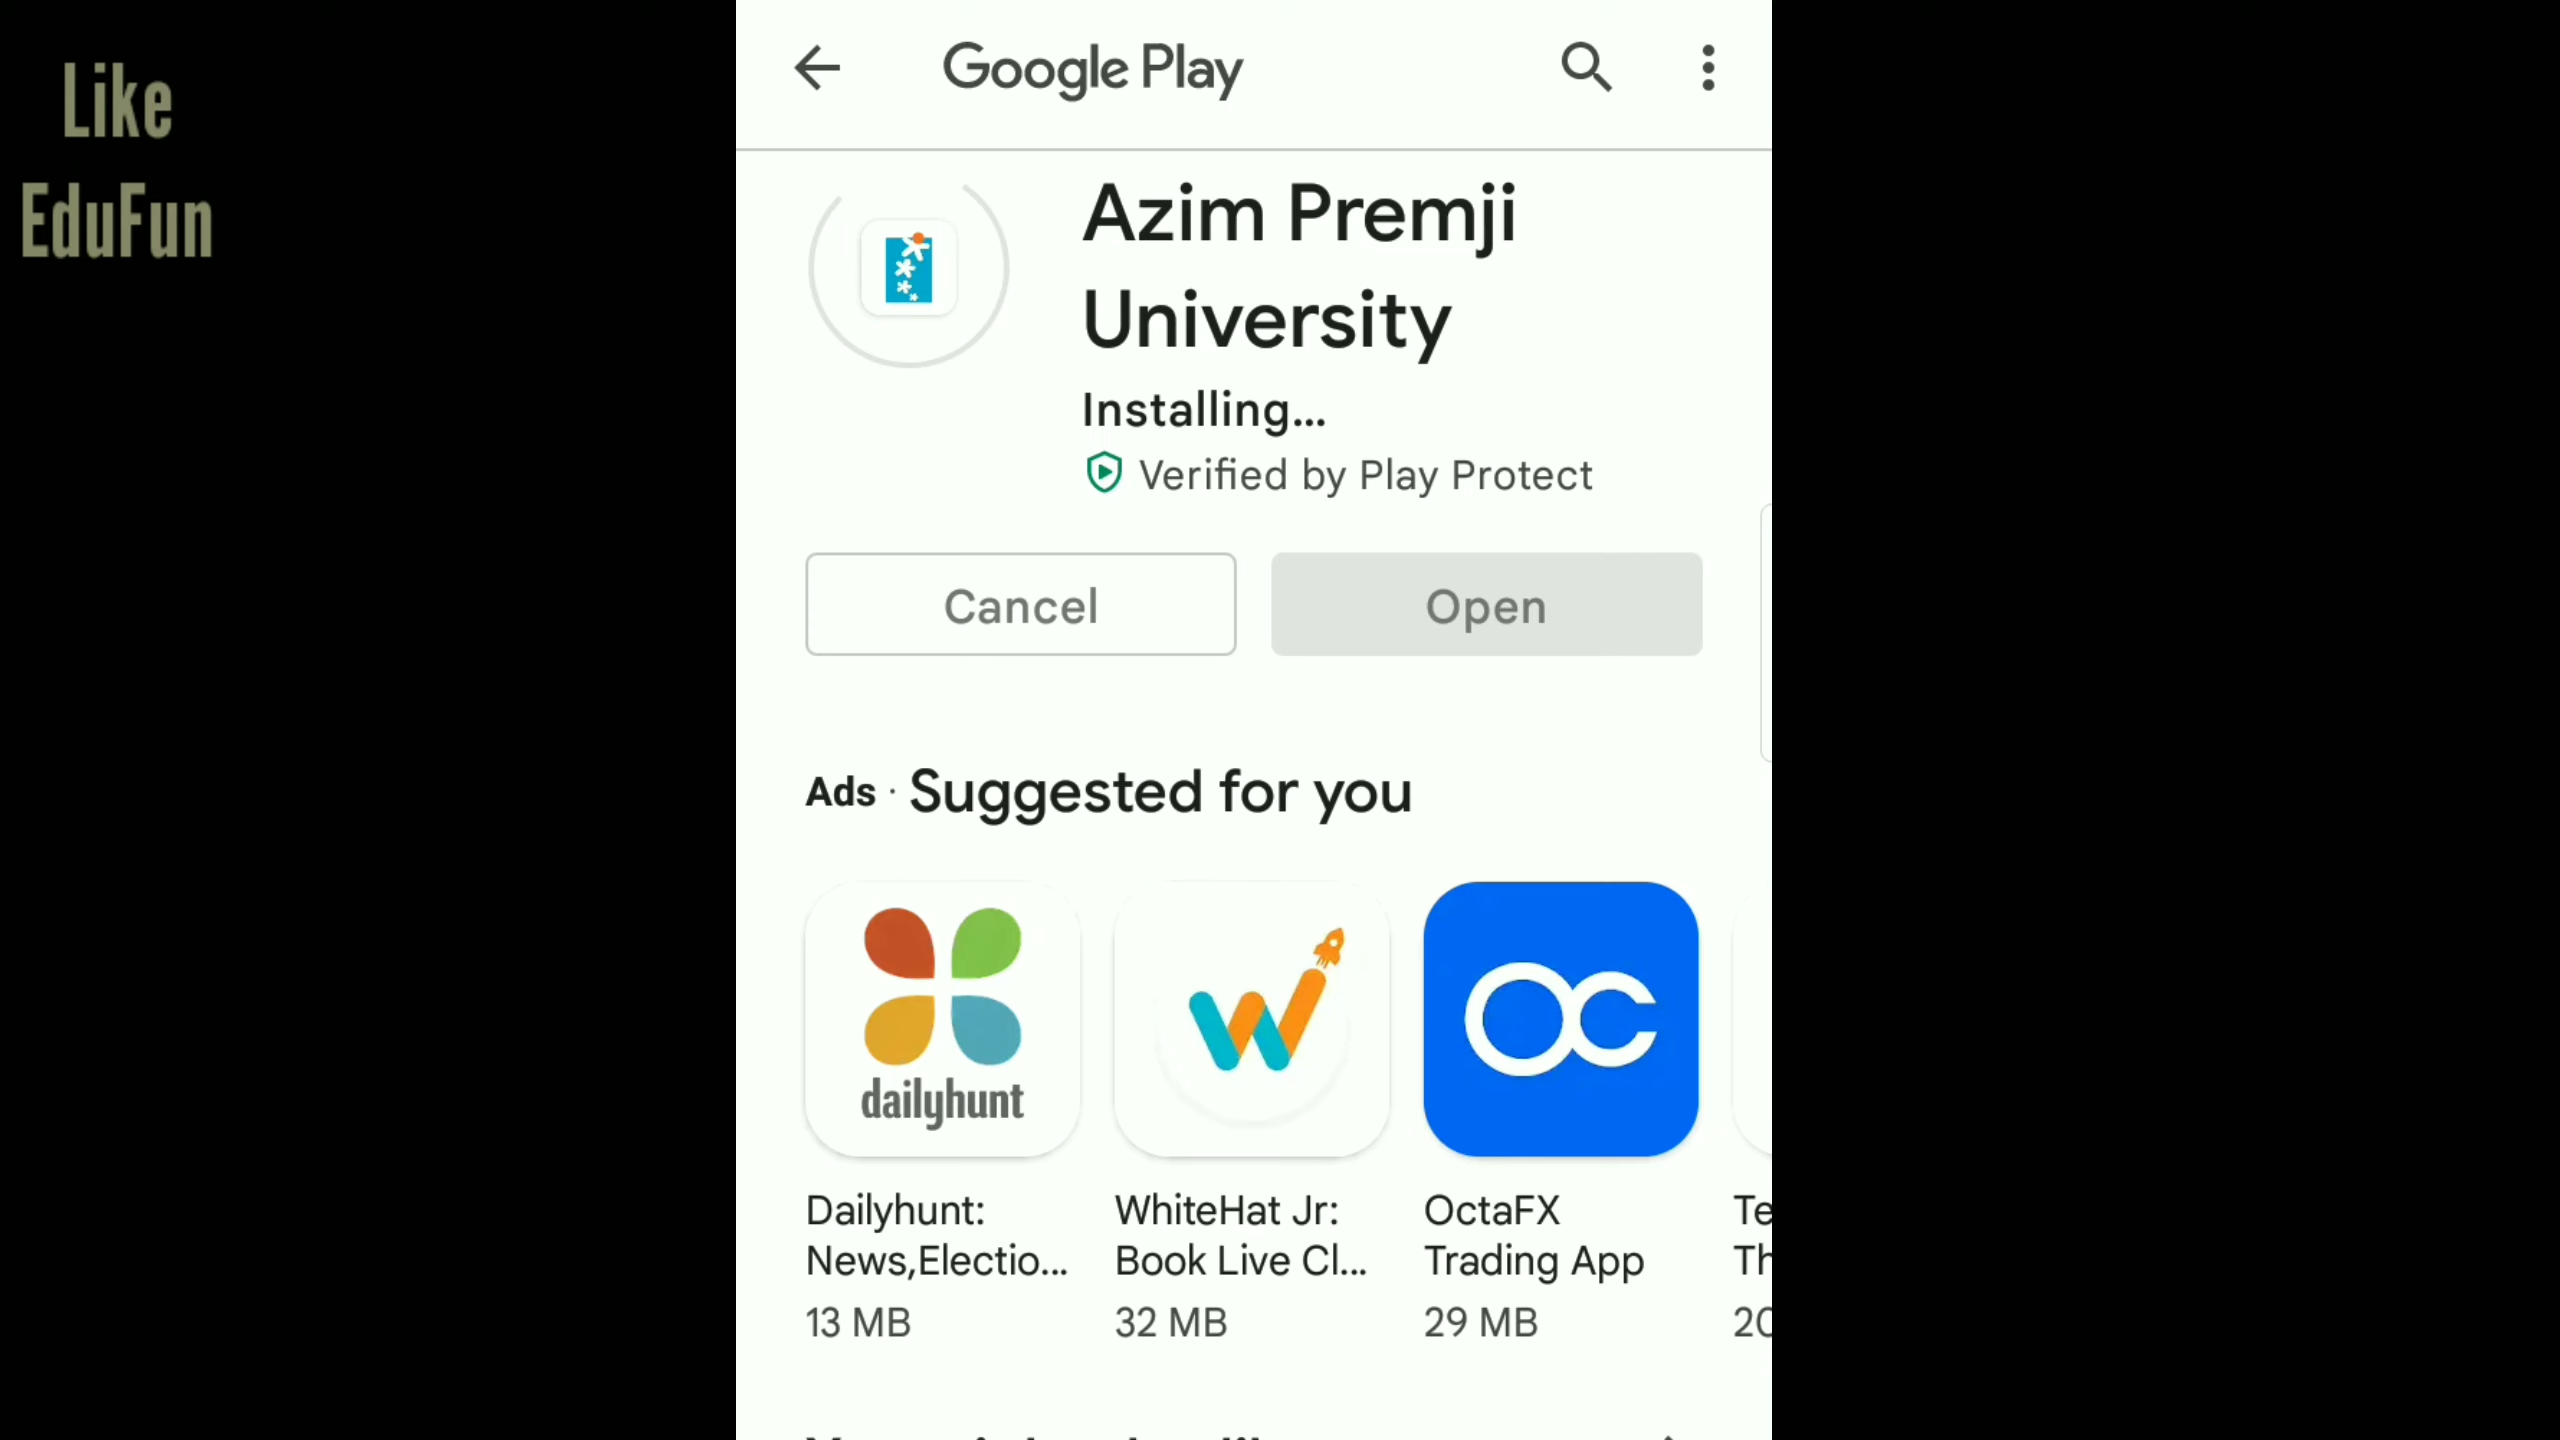 Like
EduFun
Google Play
Azim Premji
University
Installing...
Verified by Play Protect
Cancel
Open
Ads · Suggested for you
dailyhunt
Dailyhunt:
News,Electio...
13 MB
WhiteHat Jr:
Book Live Cl...
32 MB
OctaFX
Trading App
29 MB